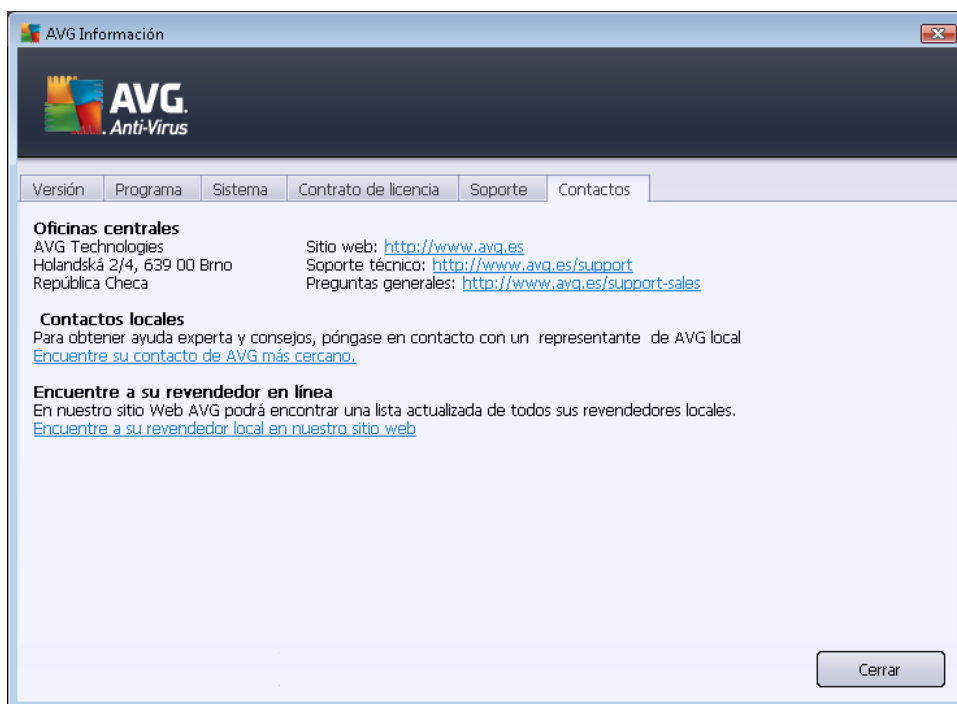 AVG Información
AVG.
Anti-Virus
Versión Programa Sistema Contrato de licencia Soporte Contactos
Oficinas centrales
AVG Technologies
Holandská 2/4, 639 00 Brno
República Checa
Sitio web: http://www.avg.es
Soporte técnico: http://www.avg.es/support
Preguntas generales: http://www.avg.es/support-sales
Contactos locales
Para obtener ayuda experta y consejos, póngase en contacto con un representante de AVG local
Encuentre su contacto de AVG más cercano.
Encuentre a su revendedor en línea
En nuestro sitio Web AVG podrá encontrar una lista actualizada de todos sus revendedores locales.
Encuentre a su revendedor local en nuestro sitio web
Cerrar